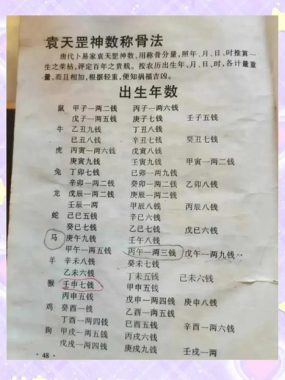 袁天罡神数称骨法
唐代卜易家袁天罡神数,用称骨分量,照年、月、日、时推算一
生之荣枯,评定百年之贵贱。按农历出生年、月、日、时,各计量重
量,而且相加,根据轻重,便知祸福吉凶。
出生年数
鼠 甲子一两二钱 丙子一两六钱
戊子一两五钱 庚子七钱 壬子五钱
牛 乙丑九钱 丁丑八钱
己丑八钱 辛丑七钱 癸丑七钱
虎 丙寅一两六钱 戊寅八钱
庚寅九钱 壬寅九钱 甲寅一两二钱
兔 丁卯七钱 己卯一两九钱
辛卯一两二钱 癸卯一两二钱 乙卯八钱
龙 戊辰一两二钱 庚辰一两二钱
壬辰一两 甲辰八钱 丙辰八钱
蛇 己巳五钱 辛巳六钱
癸巳七钱 乙巳七钱 丁巳六钱
马 庚午九钱 壬午八钱
甲午一两五钱 丙午一两三钱 戊午一两九钱
羊 辛未八钱 癸未七钱
乙未六钱 丁未五钱 己未六钱
猴 壬申七钱 甲申五钱
丙申五钱 戊申一两四钱 庚申八钱
鸡 癸酉一钱 乙酉一两五钱
丁酉一两四钱 己酉五钱 辛酉一两六钱
狗 甲戌一两五钱 丙戌六钱
戊戌一两四钱 庚戌九钱 壬戌一两
·48·